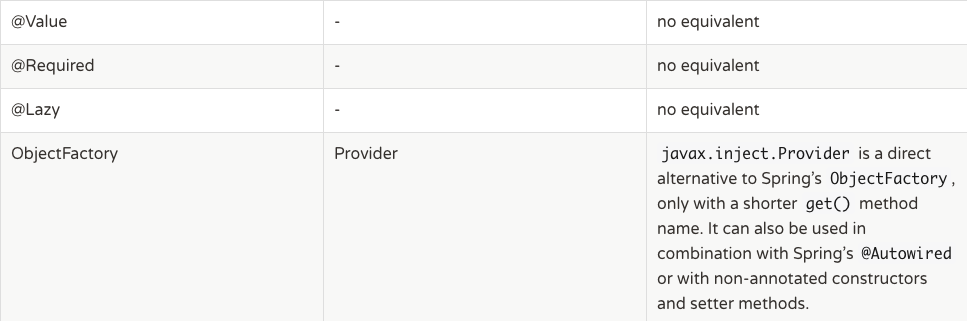 @Value - no equivalent
@Required - no equivalent
@Lazy - no equivalent
ObjectFactory Provider javax.inject.Provider is a direct
alternative to Spring’s ObjectFactory,
only with a shorter get() method
name. It can also be used in
combination with Spring’s @Autowired
or with non-annotated constructors
and setter methods.